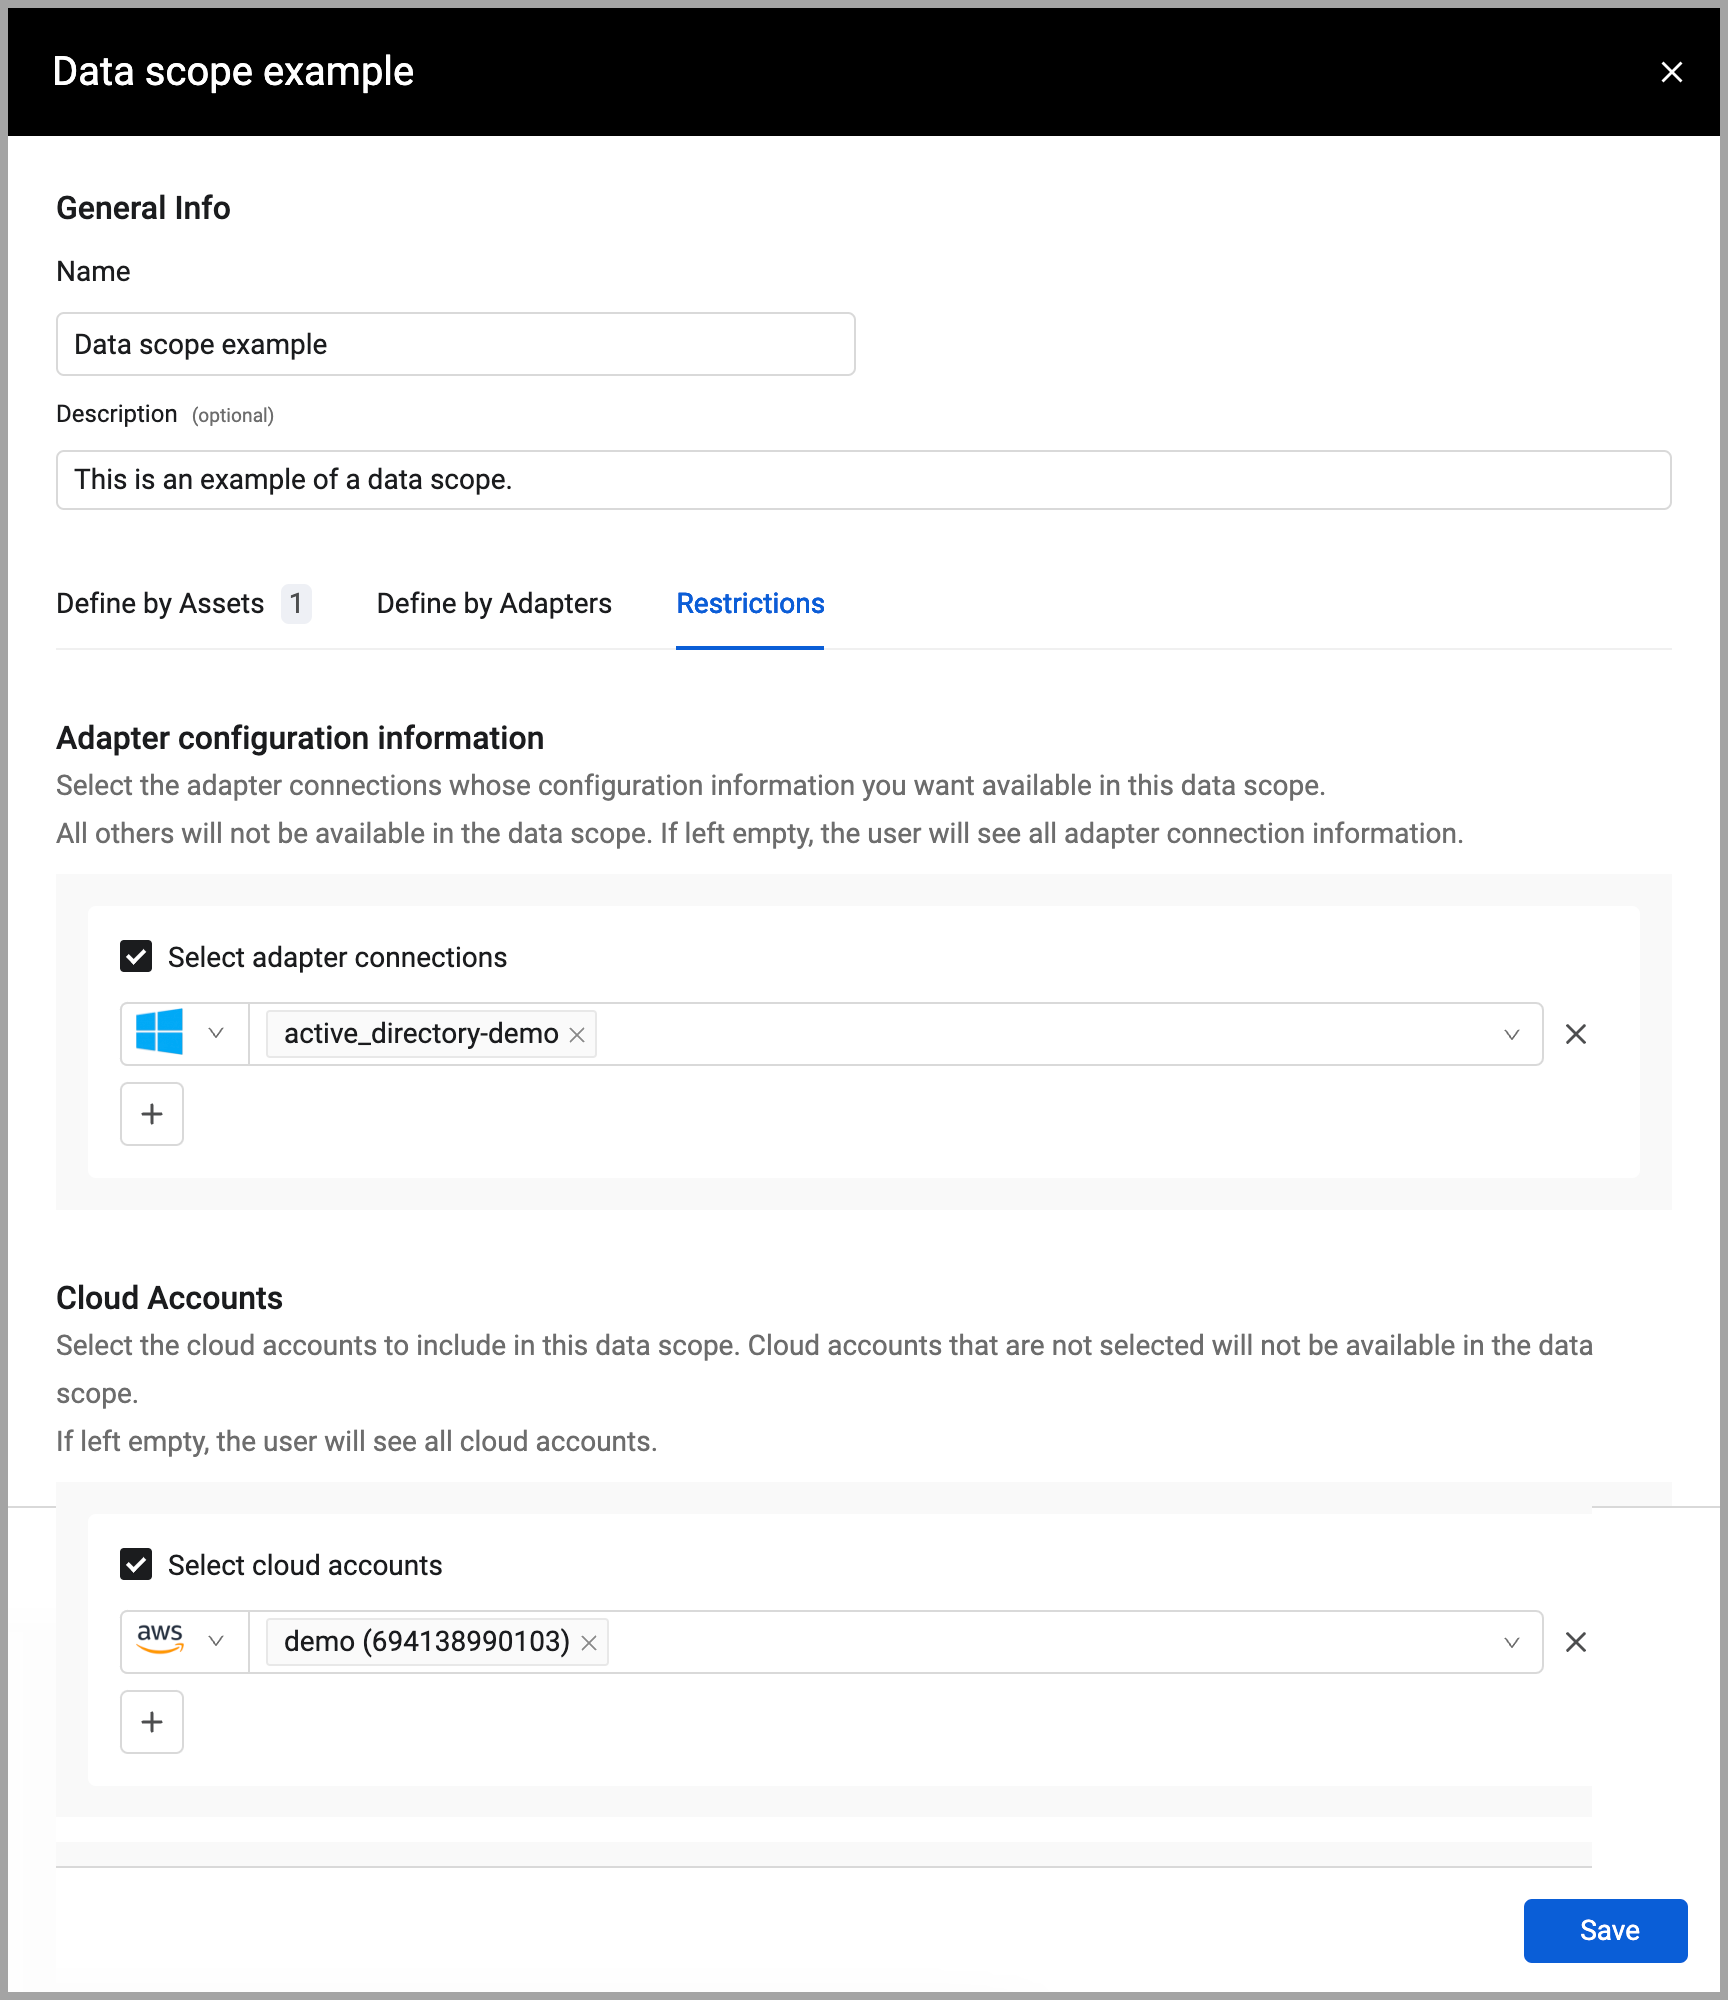 Data scope example
General Info
Name
Data scope example
Description (optional)
This is an example of a data scope.
Define by Assets 1 Define by Adapters Restrictions
Adapter configuration information
Select the adapter connections whose configuration information you want available in this data scope.
All others will not be available in the data scope. If left empty, the user will see all adapter connection information.
Select adapter connections
active_directory-demo
Cloud Accounts
Select the cloud accounts to include in this data scope. Cloud accounts that are not selected will not be available in the data
scope.
If left empty, the user will see all cloud accounts.
Select cloud accounts
aws demo (694138990103)
Save